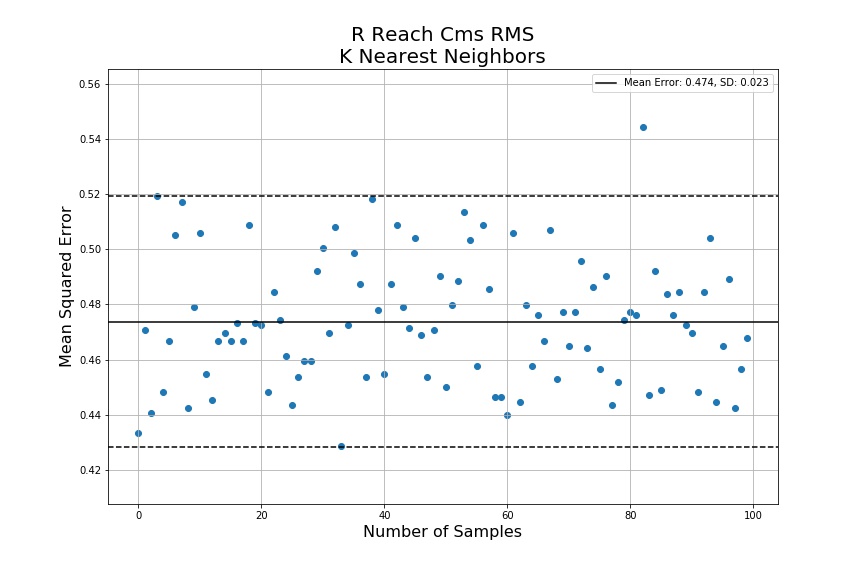 R Reach Cms RMS
K Nearest Neighbors
Mean Error: 0.474, SD: 0.023
0.56
0.54
0.52
0.50
0.48
0.46
0.44
0.42
Mean Squared Error
0 20 40 60 80 100
Number of Samples